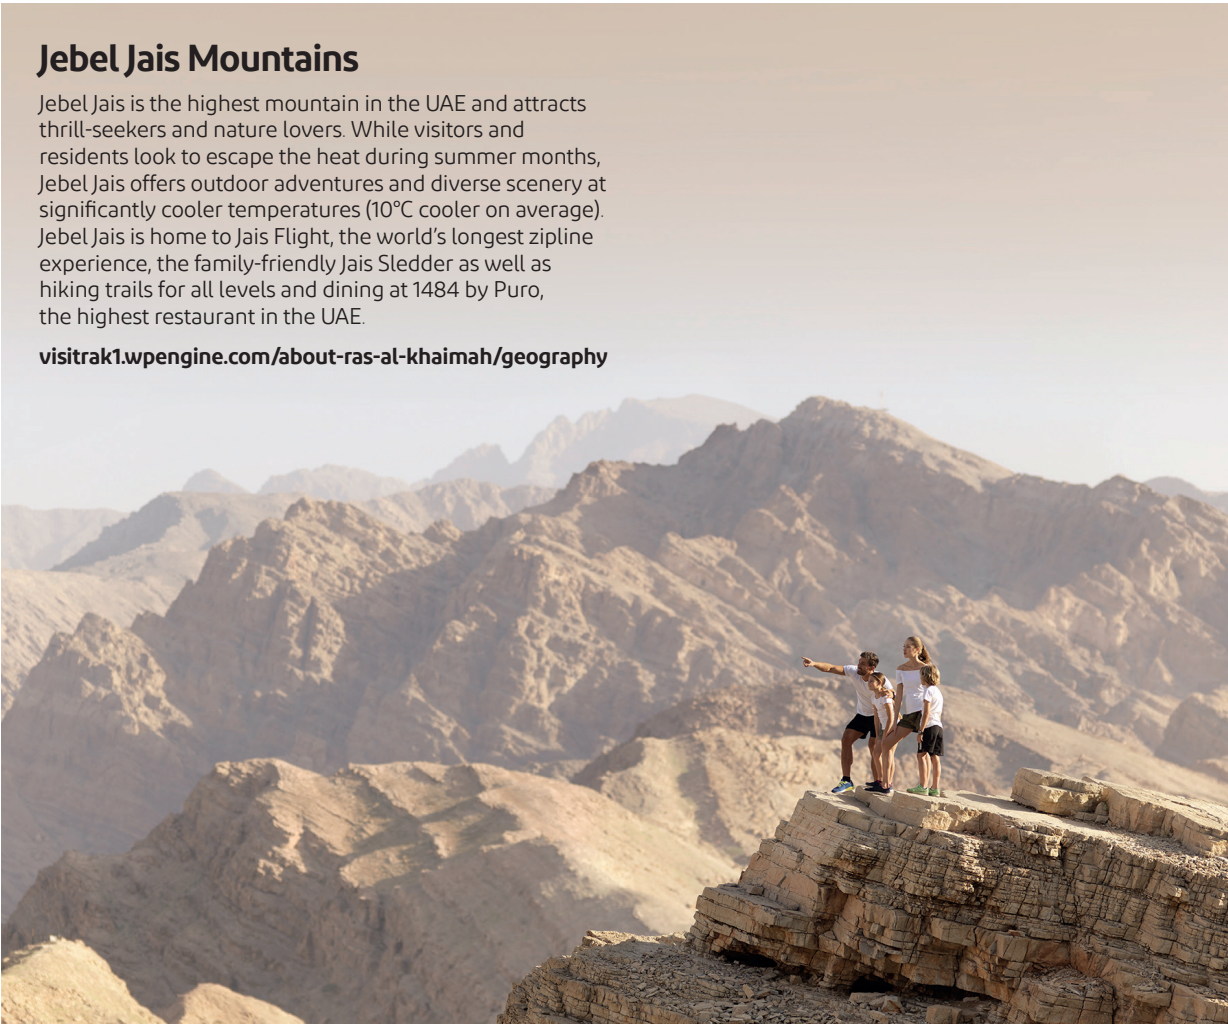 Jebel Jais Mountains
Jebel Jais is the highest mountain in the UAE and attracts
thrill-seekers and nature lovers. While visitors and
residents look to escape the heat during summer months,
Jebel Jais offers outdoor adventures and diverse scenery at
significantly cooler temperatures (10°C cooler on average).
Jebel Jais is home to Jais Flight, the world’s longest zipline
experience, the family-friendly Jais Sledder as well as
hiking trails for all levels and dining at 1484 by Puro,
the highest restaurant in the UAE.
visitrak1.wpengine.com/about-ras-al-khaimah/geography